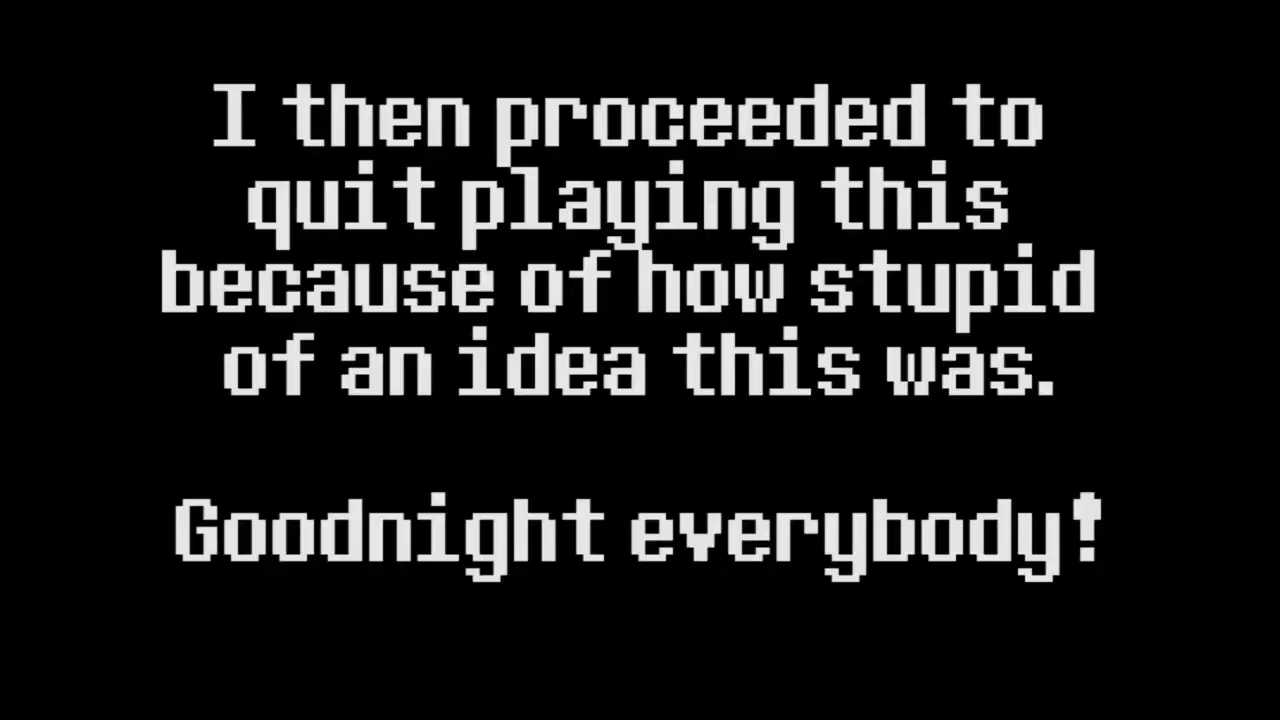 I then proceeded to
quit playing this
because of how stupid
of an idea this was.
Goodnight everybody!